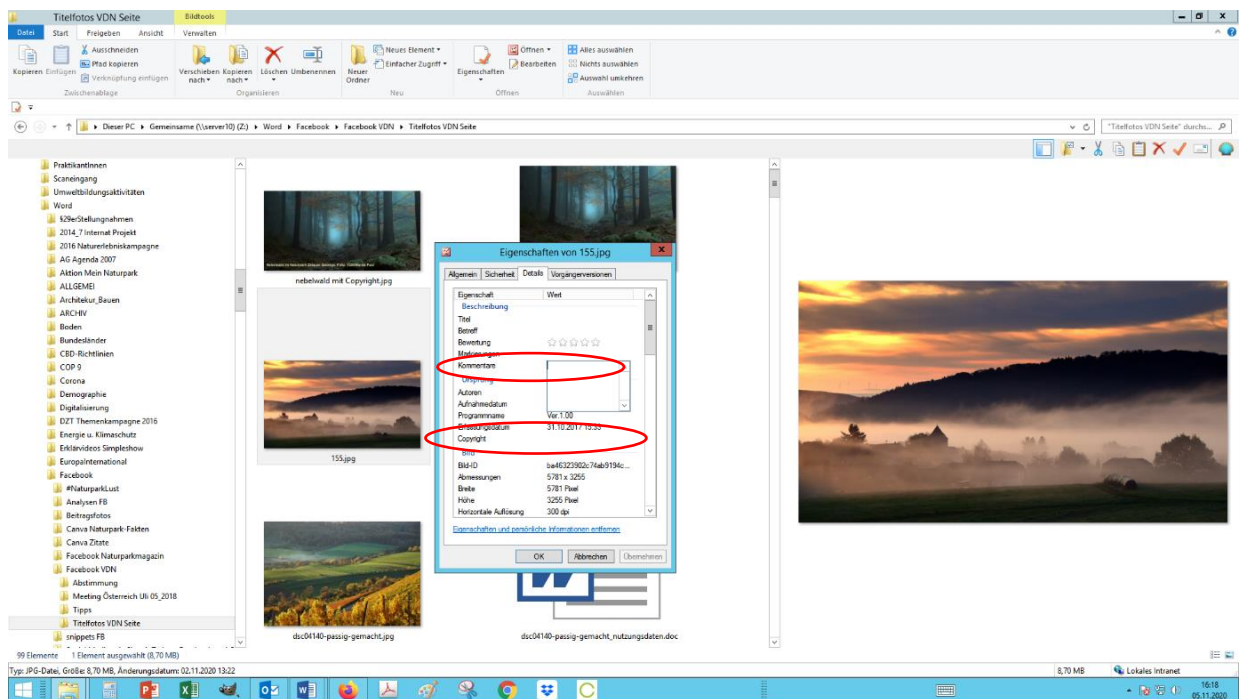 Titelfotos VDN Seite
Bildtools
Datei Start Freigeben Ansicht Verwalten
Kopieren
Einfügen
Ausschneiden
Pfad kopieren
Verknüpfung einfügen
Zwischenablage
Verschieben nach
Kopieren nach
Löschen
Umbenennen
Organisieren
Neuer Ordner
Neues Element
Einfacher Zugriff
Neu
Eigenschaften
Öffnen
Bearbeiten
Öffnen
Alles auswählen
Nichts auswählen
Auswahl umkehren
Auswählen
Dieser PC Gemeinsame (\\server10) (Z:) Word Facebook Facebook VDN Titelfotos VDN Seite
"Titelfotos VDN Seite" durchs...
PraktikantInnen
Scaneingang
Umweltbildungsaktivitäten
Word
§29erStellungnahmen
2014_7 Internat Projekt
2016 Naturerlebniskampagne
AG Agenda 2007
Aktion Mein Naturpark
ALLGEMEI
Architekur_Bauen
ARCHIV
Boden
Bundesländer
CBD-Richtlinien
COP 9
Corona
Demographie
Digitalisierung
DZT Themenkampagne 2016
Energie u. Klimaschutz
Erklärvideos Simpleshow
EuropaInternational
Facebook
#NaturparkLust
Analysen FB
Beitragsfotos
Canva Naturpark-Fakten
Canva Zitate
Facebook Naturparkmagazin
Facebook VDN
Abstimmung
Meeting Österreich Uli 05_2018
Tipps
Titelfotos VDN Seite
snippets FB
nebelwald mit Copyright.jpg
155.jpg
dsc04140-passig-gemacht.jpg
dsc04140-passig-gemacht_nutzungsdaten.doc
Eigenschaften von 155.jpg
Allgemein Sicherheit Details Vorgängerversionen
Eigenschaft Wert
Beschreibung
Titel
Betreff
Bewertung
Markierungen
Kommentare
Ursprung
Autoren
Aufnahmedatum
Programmname Ver.1.00
Erfassungsdatum 31.10.2017 15:33
Copyright
Bild
Bild-ID ba46323902c74ab9194c...
Abmessungen 5781 x 3255
Breite 5781 Pixel
Höhe 3255 Pixel
Horizontale Auflösung 300 dpi
Eigenschaften und persönliche Informationen entfernen
OK Abbrechen Übernehmen
99 Elemente 1 Element ausgewählt (8,70 MB)
Typ: JPG-Datei, Größe: 8,70 MB, Änderungsdatum: 02.11.2020 13:22
8,70 MB Lokales Intranet
16:18
05.11.2020